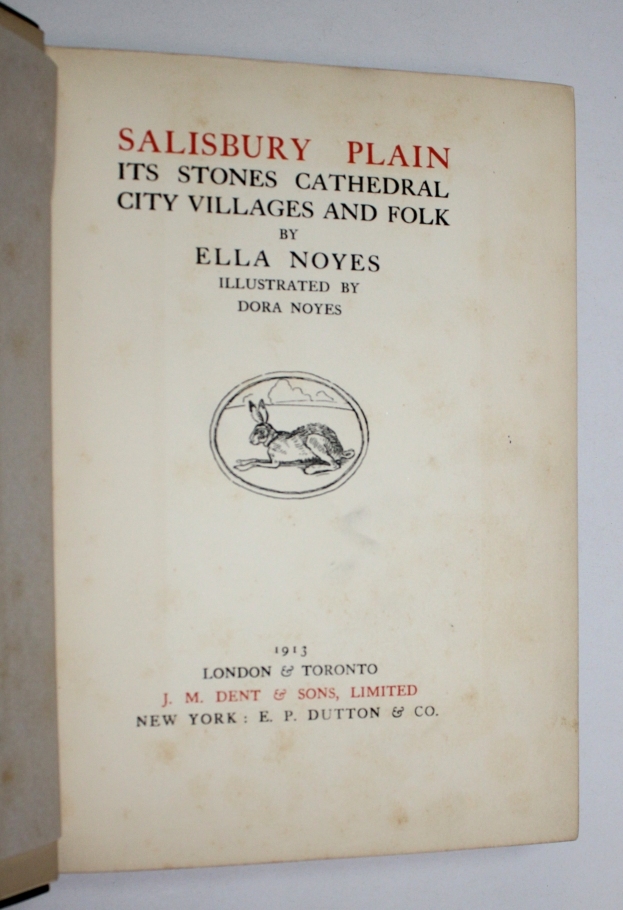 SALISBURY PLAIN
ITS STONES CATHEDRAL
CITY VILLAGES AND FOLK
BY
ELLA NOYES
ILLUSTRATED BY
DORA NOYES
1913
LONDON & TORONTO
J. M. DENT & SONS, LIMITED
NEW YORK: E. P. DUTTON & CO.